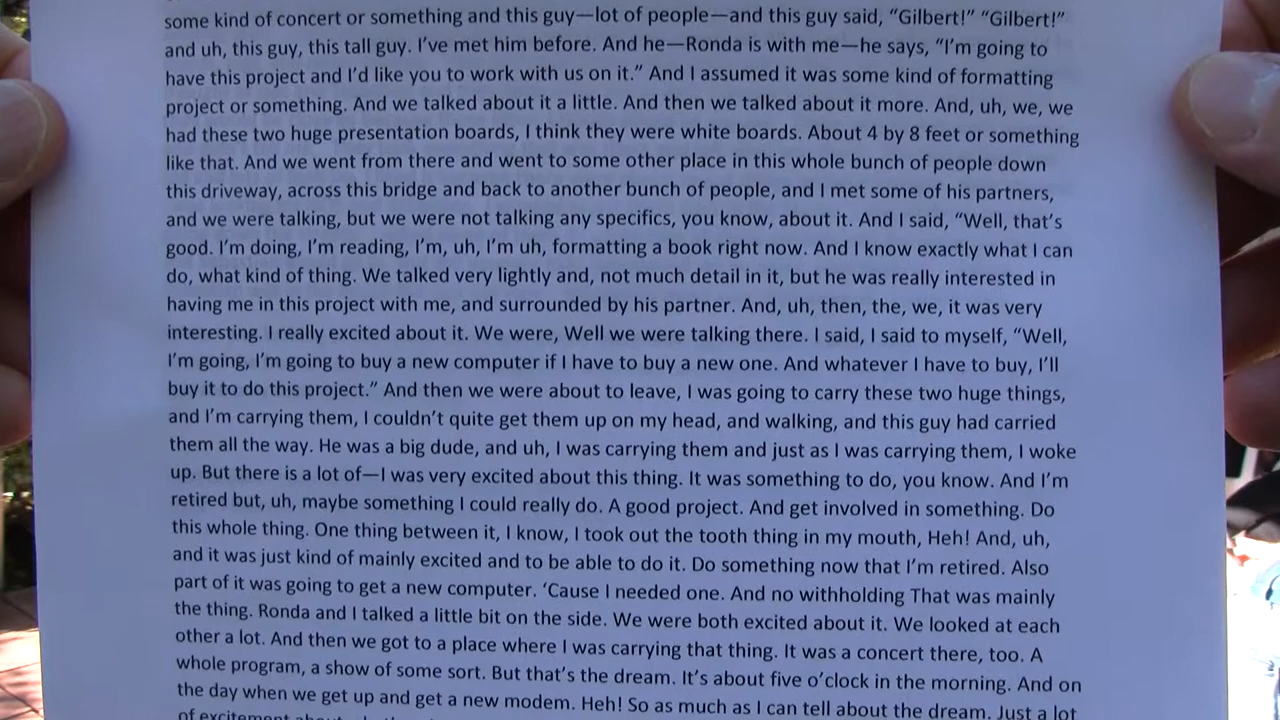 some kind of concert or something and this guy—lot of people—and this guy said, “Gilbert!” “Gilbert!”
and uh, this guy, this tall guy. I’ve met him before. And he—Ronda is with me—he says, “I’m going to
have this project and I’d like you to work with us on it.” And I assumed it was some kind of formatting
project or something. And we talked about it a little. And then we talked about it more. And, uh, we, we
had these two huge presentation boards, I think they were white boards. About 4 by 8 feet or something
like that. And we went from there and went to some other place in this whole bunch of people down
this driveway, across this bridge and back to another bunch of people, and I met some of his partners,
and we were talking, but we were not talking any specifics, you know, about it. And I said, “Well, that’s
good. I’m doing, I’m reading, I’m, uh, I’m uh, formatting a book right now. And I know exactly what I can
do, what kind of thing. We talked very lightly and, not much detail in it, but he was really interested in
having me in this project with me, and surrounded by his partner. And, uh, then, the, we, it was very
interesting. I really excited about it. We were, Well we were talking there. I said, I said to myself, “Well,
I’m going, I’m going to buy a new computer if I have to buy a new one. And whatever I have to buy, I’ll
buy it to do this project.” And then we were about to leave, I was going to carry these two huge things,
and I’m carrying them, I couldn’t quite get them up on my head, and walking, and this guy had carried
them all the way. He was a big dude, and uh, I was carrying them and just as I was carrying them, I woke
up. But there is a lot of—I was very excited about this thing. It was something to do, you know. And I’m
retired but, uh, maybe something I could really do. A good project. And get involved in something. Do
this whole thing. One thing between it, I know, I took out the tooth thing in my mouth, Heh! And, uh,
and it was just kind of mainly excited and to be able to do it. Do something now that I’m retired. Also
part of it was going to get a new computer. ‘Cause I needed one. And no withholding That was mainly
the thing. Ronda and I talked a little bit on the side. We were both excited about it. We looked at each
other a lot. And then we got to a place where I was carrying that thing. It was a concert there, too. A
whole program, a show of some sort. But that’s the dream. It’s about five o’clock in the morning. And on
the day when we get up and get a new modem. Heh! So as much as I can tell about the dream. Just a lot
of excitement